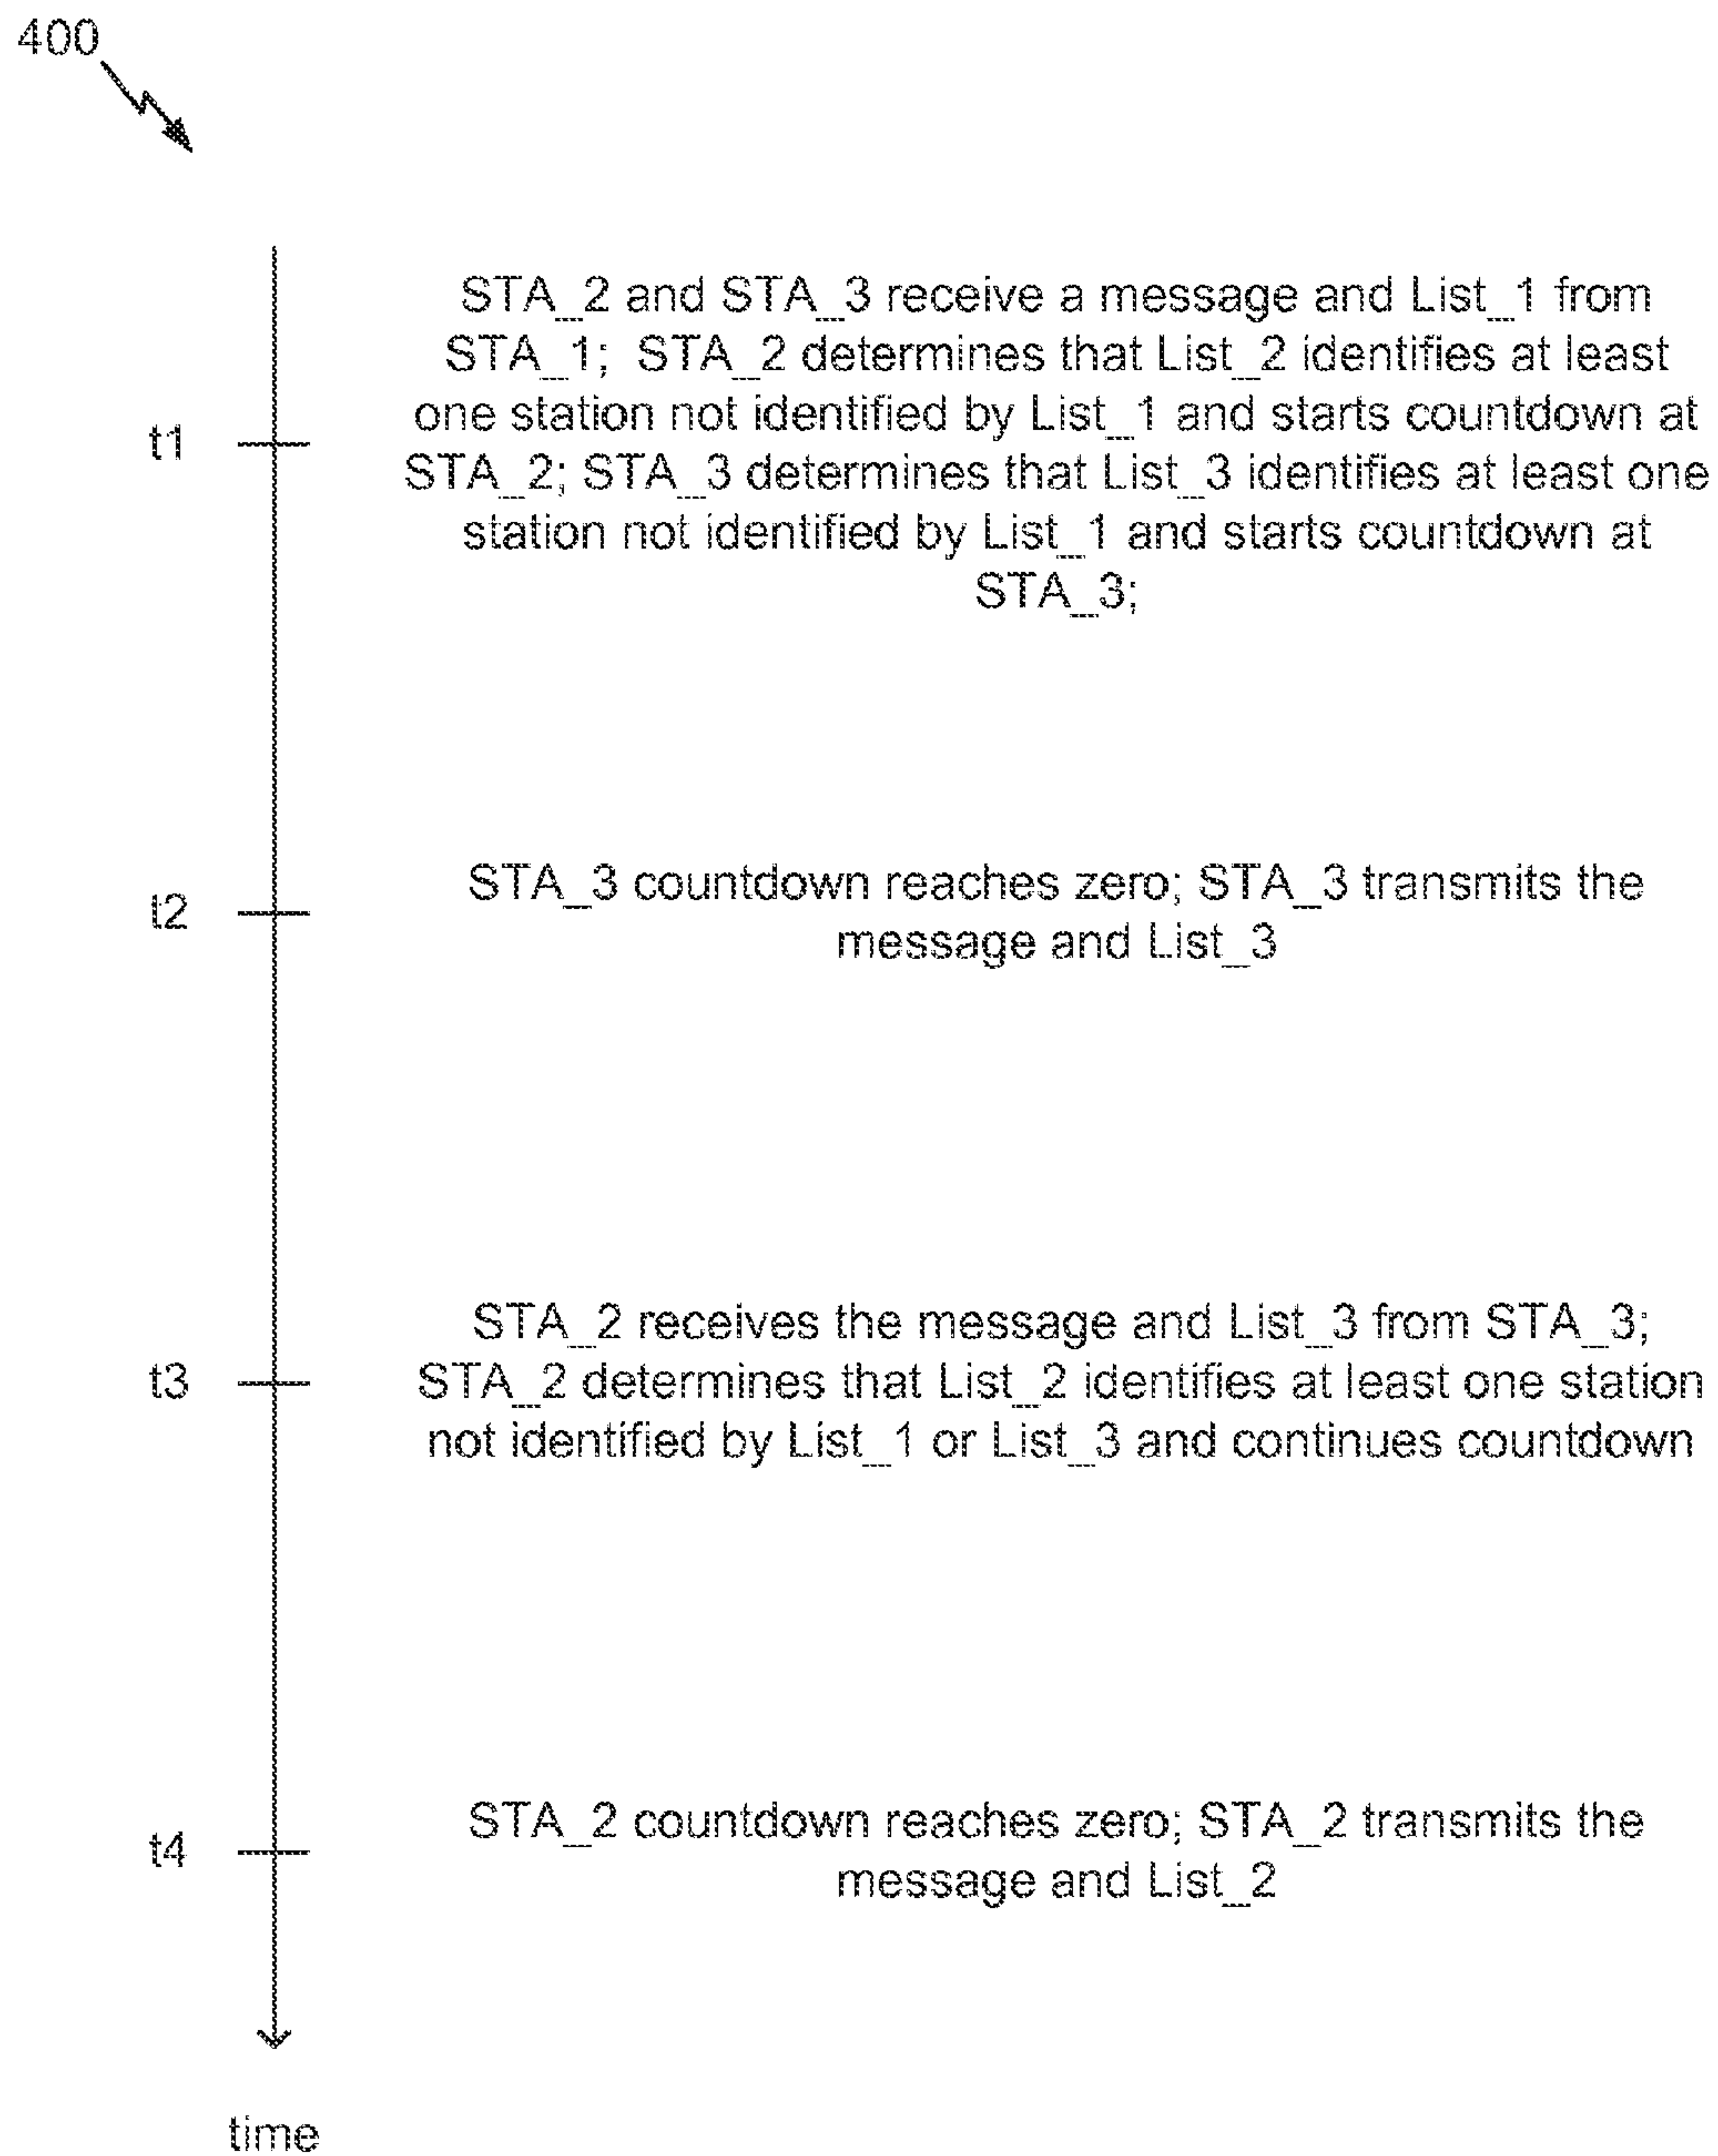 400
STA_2 and STA_3 receive a message and List_1 from
STA_1; STA_2 determines that List_2 identifies at least
one station not identified by List_1 and starts countdown at
t1
STA_2; STA_3 determines that List_3 identifies at least one
station not identified by List_1 and starts countdown at
STA_3;
t2
STA_3 countdown reaches zero; STA_3 transmits the
message and List_3
STA_2 receives the message and List_3 from STA_3;
t3
STA_2 determines that List_2 identifies at least one station
not identified by List_1 or List_3 and continues countdown
t4
STA_2 countdown reaches zero; STA_2 transmits the
message and List_2
time